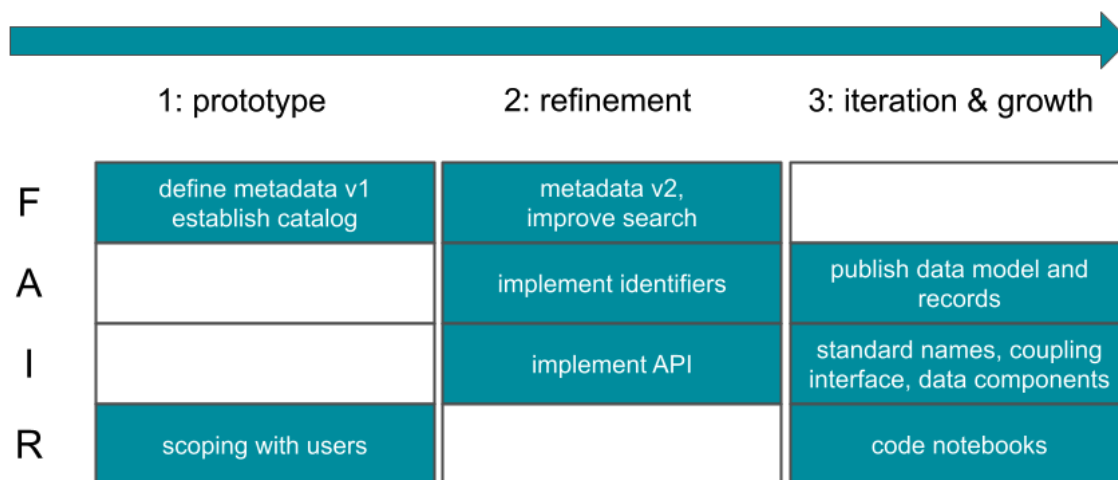 1: prototype
2: refinement
3: iteration & growth
F
define metadata v1
establish catalog
metadata v2,
improve search
A
implement identifiers
publish data model and
records
I
implement API
standard names, coupling
interface, data components
R
scoping with users
code notebooks